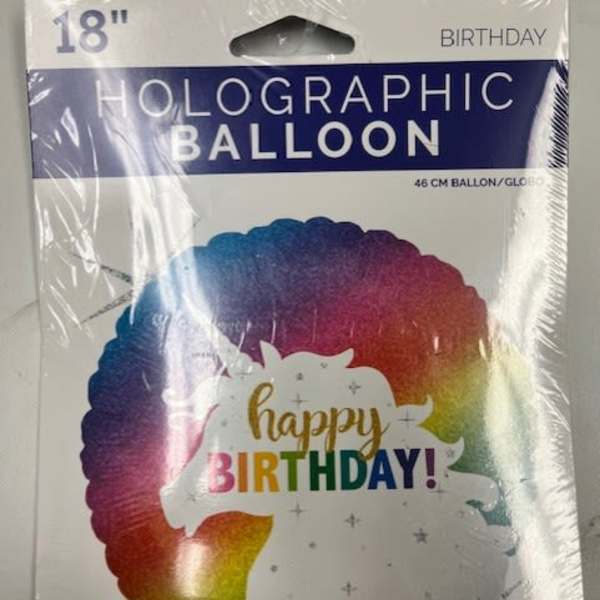 18"
BIRTHDAY
HOLOGRAPHIC
BALLOON
46 CM BALLON/GLOBO
happy
BIRTHDAY!